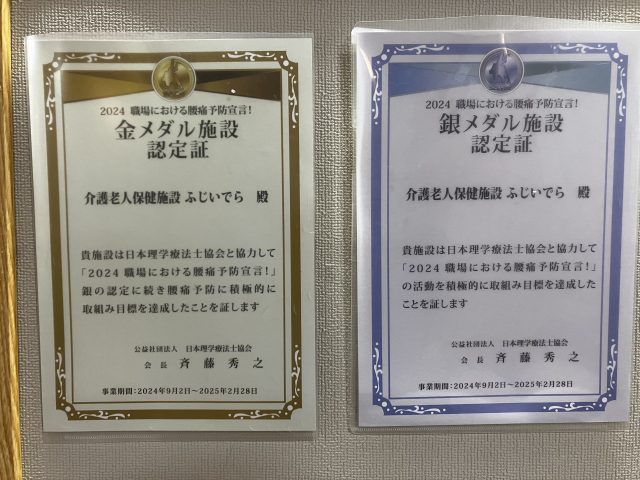 2024 職場における腰痛予防宣言!
金メダル施設
認定証
介護老人保健施設 ふじいでら 殿
貴施設は日本理学療法士協会と協力して
「2024 職場における腰痛予防宣言!」
銀の認定に続き腰痛予防に積極的に
取組み目標を達成したことを証します
公益社団法人 日本理学療法士協会
会長 斉藤秀之
事業期間:2024年9月2日～2025年2月28日
2024 職場における腰痛予防宣言!
銀メダル施設
認定証
介護老人保健施設 ふじいでら 殿
貴施設は日本理学療法士協会と協力して
「2024 職場における腰痛予防宣言!」
の活動を積極的に取組み目標を達成した
ことを証します
公益社団法人 日本理学療法士協会
会長 斉藤秀之
事業期間:2024年9月2日～2025年2月28日